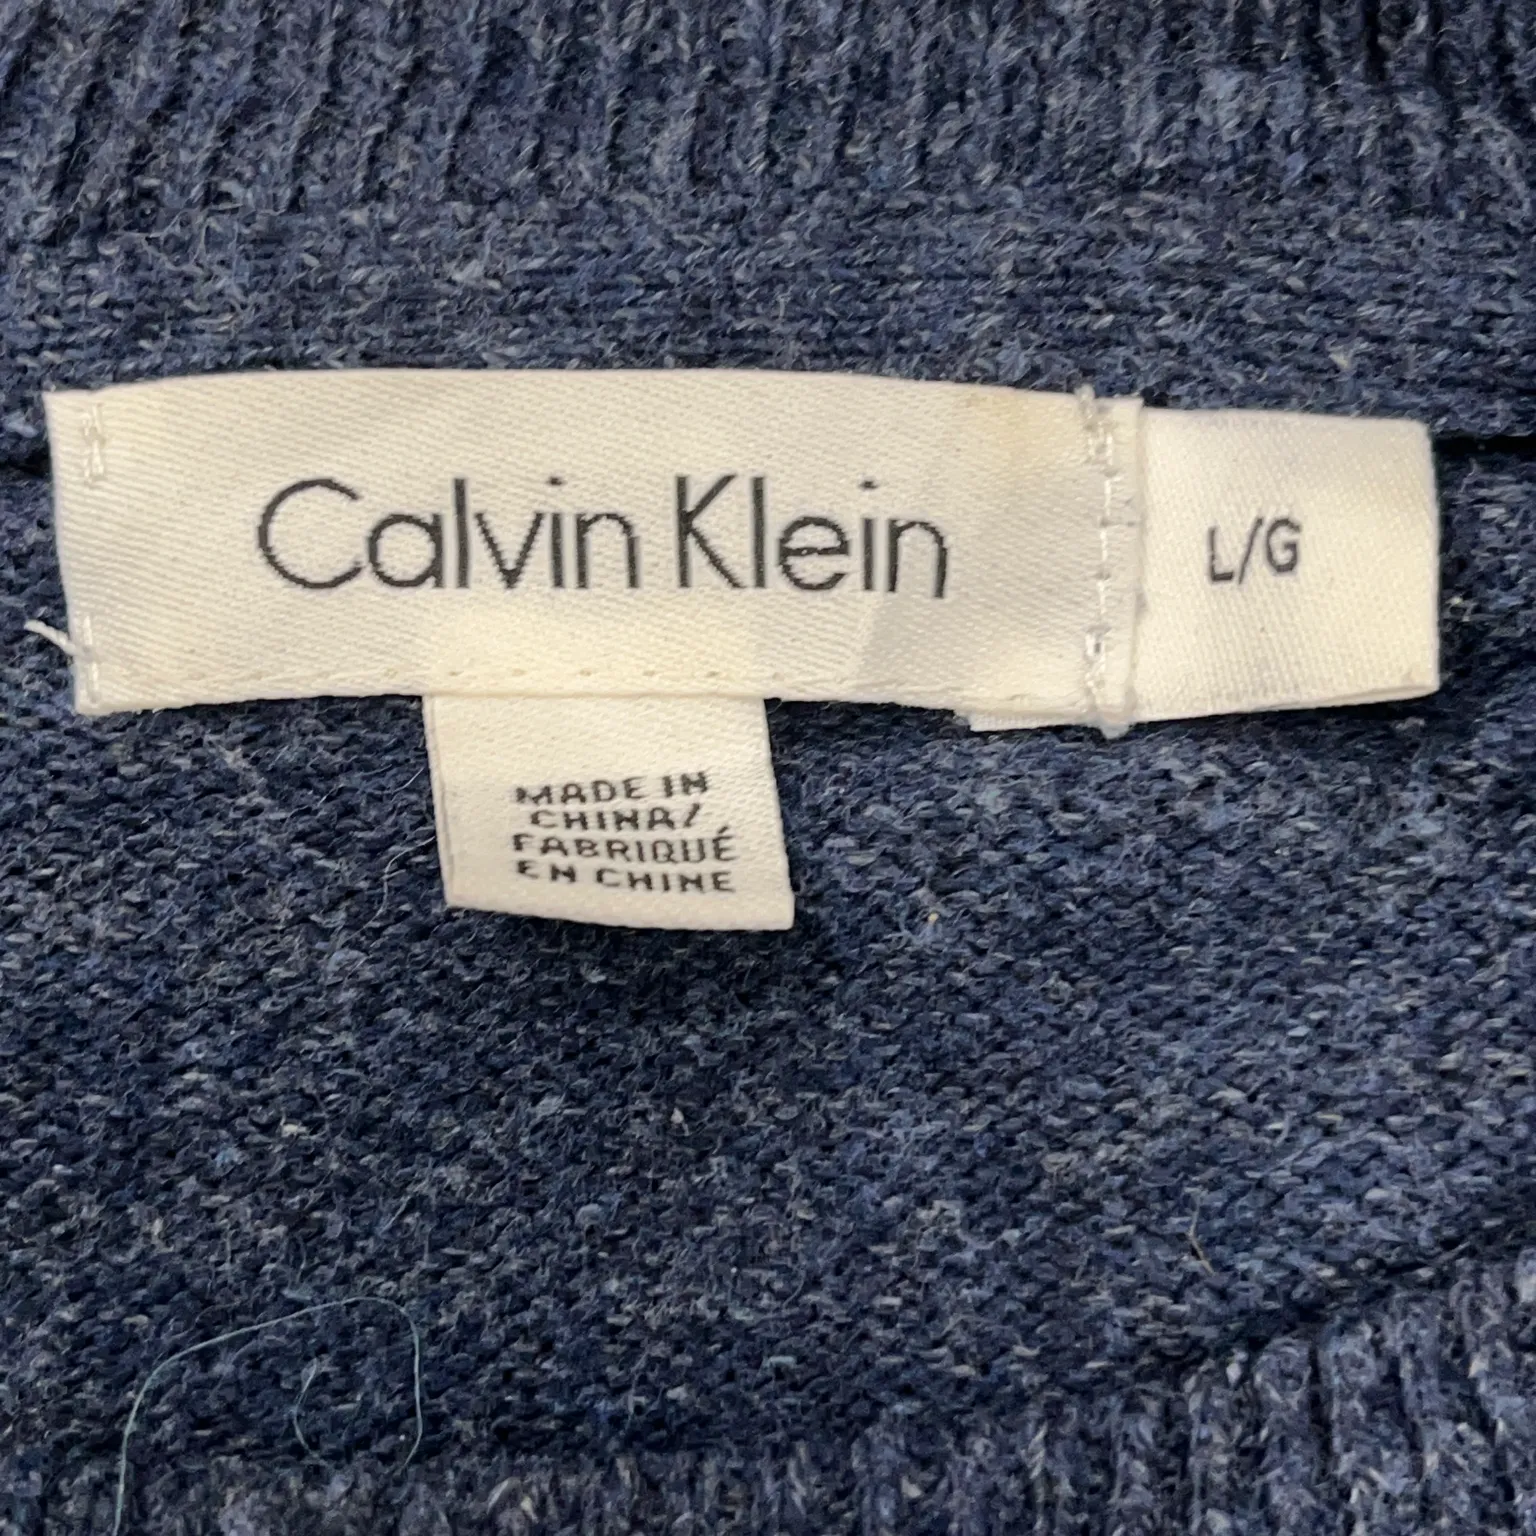 Calvin Klein
L/G
MADE IN
CHINA/
FABRIQUÉ
EN CHINE